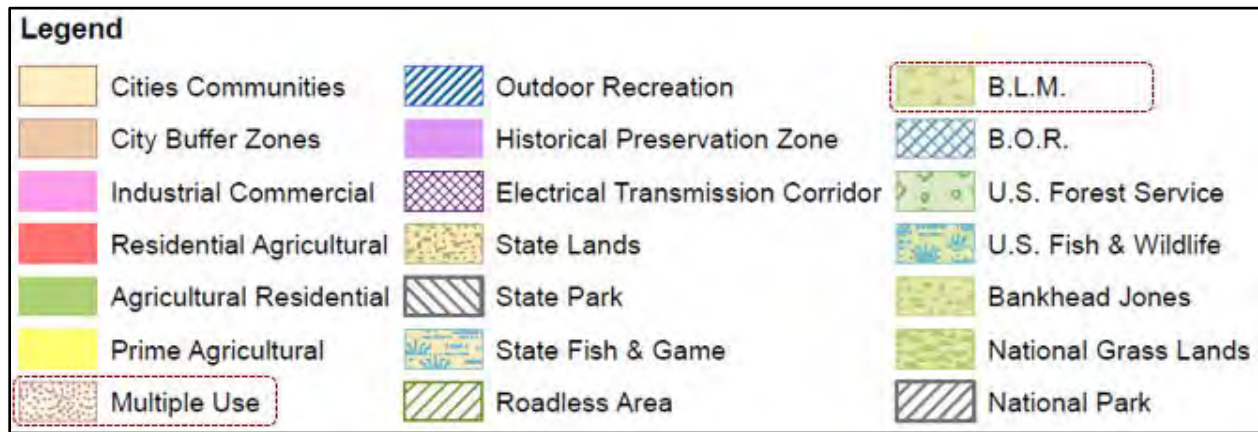 Legend
Cities Communities
City Buffer Zones
Industrial Commercial
Residential Agricultural
Agricultural Residential
Prime Agricultural
Multiple Use
Outdoor Recreation
Historical Preservation Zone
Electrical Transmission Corridor
State Lands
State Park
State Fish & Game
Roadless Area
B.L.M.
B.O.R.
U.S. Forest Service
U.S. Fish & Wildlife
Bankhead Jones
National Grass Lands
National Park